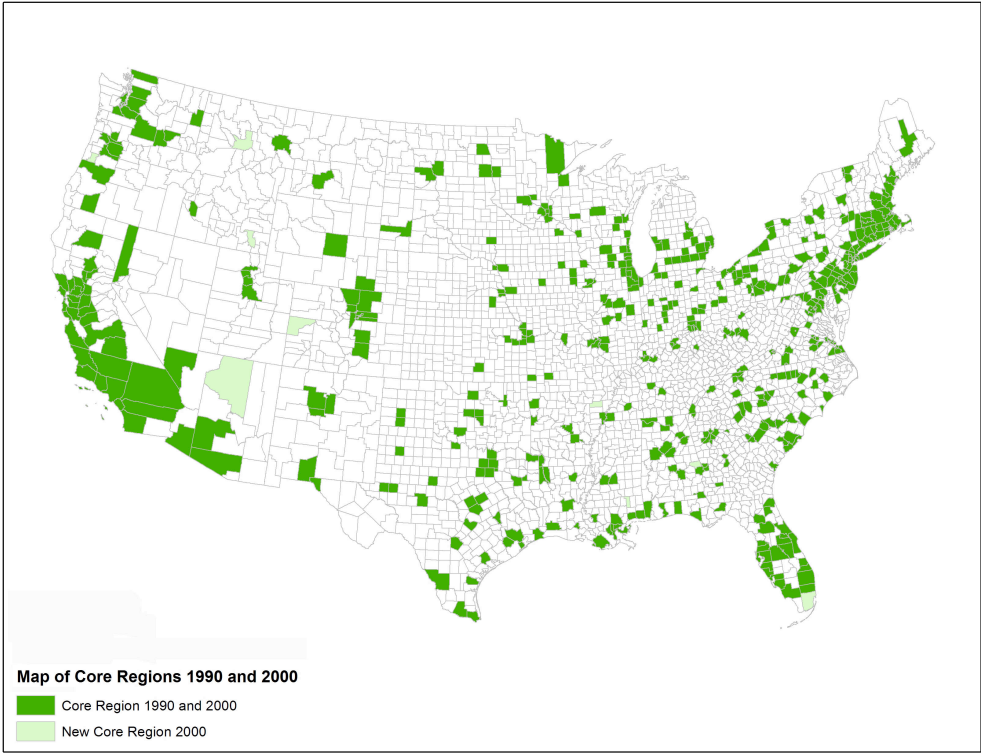 Map of Core Regions 1990 and 2000
Core Region 1990 and 2000
New Core Region 2000